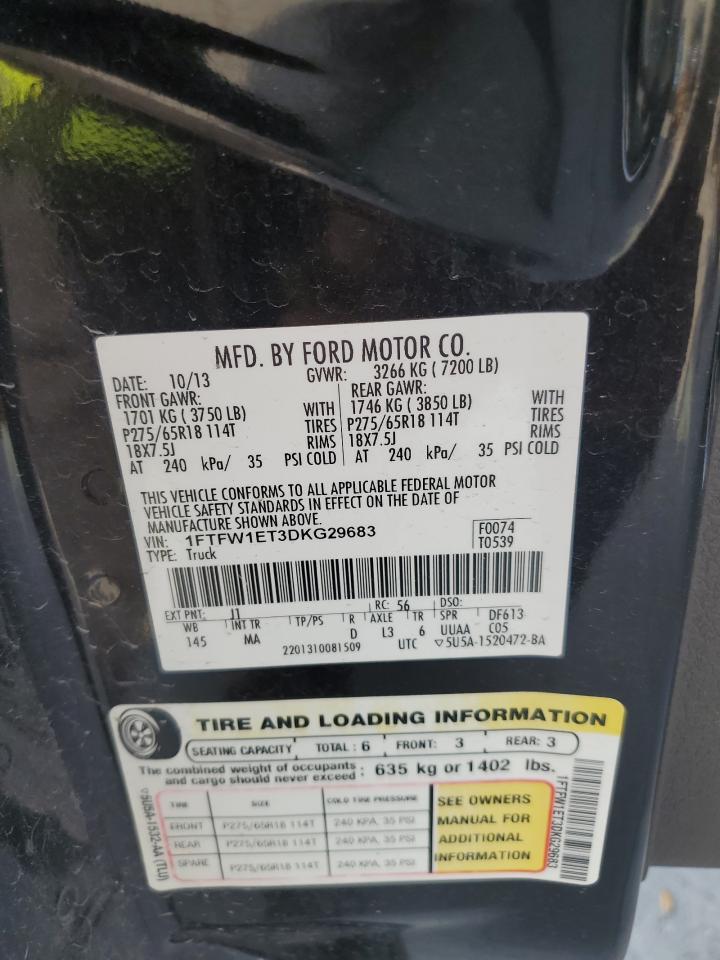 MFD. BY FORD MOTOR CO.
DATE: 10/13 GVWR: 3266 KG ( 7200 LB)
FRONT GAWR: REAR GAWR:
1701 KG ( 3750 LB) WITH 1746 KG ( 3850 LB) WITH
P275/65R18 114T TIRES P275/65R18 114T TIRES
18X7.5J RIMS 18X7.5J RIMS
AT 240 kPa/ 35 PSI COLD AT 240 kPa/ 35 PSI COLD
THIS VEHICLE CONFORMS TO ALL APPLICABLE FEDERAL MOTOR
VEHICLE SAFETY STANDARDS IN EFFECT ON THE DATE OF
MANUFACTURE SHOWN ABOVE.
VIN: 1FTFW1ET3DKG29683 F0074
TYPE: Truck T0539
EXT PNT: J1 RC: 56 DSO:
WB INT TR TP/PS R AXLE TR SPR DF613
145 MA D L3 6 UUAA C05
2201310081509 UTC ▽5U5A-1520472-BA
TIRE AND LOADING INFORMATION
SEATING CAPACITY TOTAL : 6 FRONT: 3 REAR: 3
The combined weight of occupants
and cargo should never exceed : 635 kg or 1402 lbs.
TIRE SIZE COLD TIRE PRESSURE
FRONT P275/65R18 114T 240 KPA, 35 PSI
REAR P275/65R18 114T 240 KPA, 35 PSI
SPARE P275/65R18 114T 240 KPA, 35 PSI
SEE OWNERS
MANUAL FOR
ADDITIONAL
INFORMATION
1FTFW1ET3DKG29683